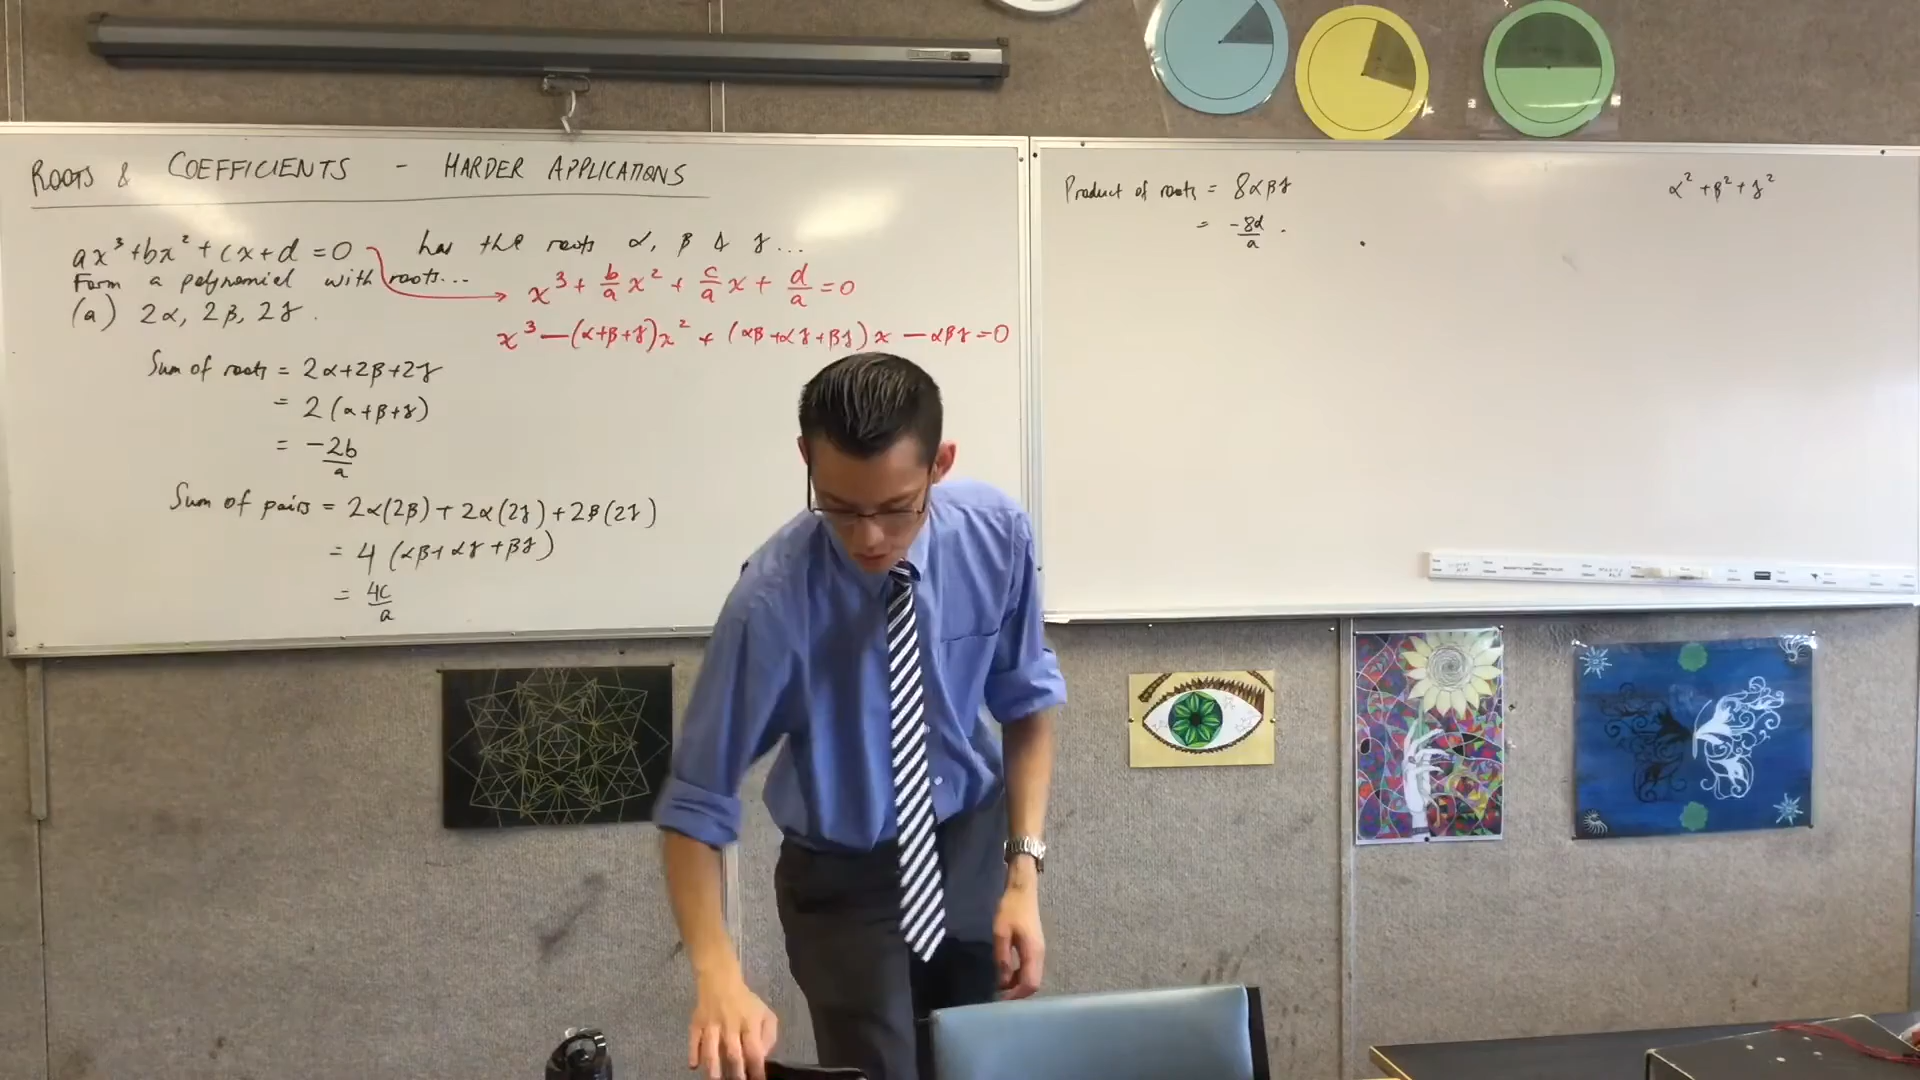 ROOTS & COEFFICIENTS - HARDER APPLICATIONS
ax³+bx²+cx+d=0 has the roots α, β & γ...
Form a polynomial with roots...
x³ + b/a x² + c/a x + d/a = 0
(a) 2α, 2β, 2γ.
x³ — (α+β+γ)x² + (αβ+αγ+βγ)x — αβγ = 0
Sum of roots = 2α+2β+2γ
= 2(α+β+γ)
= -2b/a
Sum of pairs = 2α(2β) + 2α(2γ) + 2β(2γ)
= 4 (αβ+αγ+βγ)
= 4c/a
Product of roots = 8αβγ
= -8d/a .
α²+β²+γ²